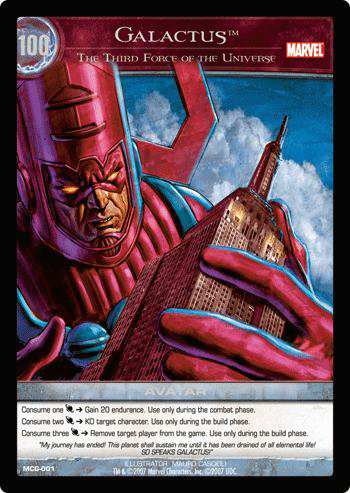 100
GALACTUS™
MARVEL
THE THIRD FORCE OF THE UNIVERSE
AVATAR
Consume one → Gain 20 endurance. Use only during the combat phase.
Consume two → KO target character. Use only during the build phase.
Consume three → Remove target player from the game. Use only during the build phase.
"My journey has ended! This planet shall sustain me until it has been drained of all elemental life!
SO SPEAKS GALACTUS!"
MCG-001
ILLUSTRATOR: MAURO CASCIOLI
TM & ©2007 Marvel Characters, Inc. ©2007 UDC.